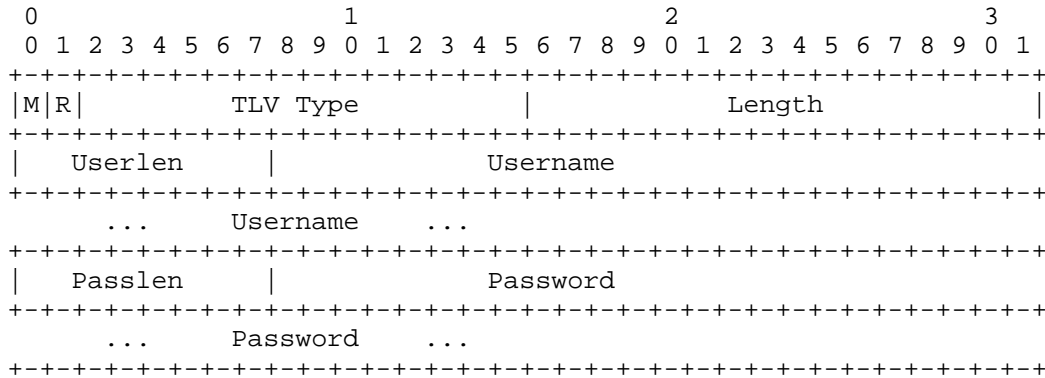 0                   1                   2                   3
 0 1 2 3 4 5 6 7 8 9 0 1 2 3 4 5 6 7 8 9 0 1 2 3 4 5 6 7 8 9 0 1
+-+-+-+-+-+-+-+-+-+-+-+-+-+-+-+-+-+-+-+-+-+-+-+-+-+-+-+-+-+-+-+-+
|M|R|         TLV Type          |            Length             |
+-+-+-+-+-+-+-+-+-+-+-+-+-+-+-+-+-+-+-+-+-+-+-+-+-+-+-+-+-+-+-+-+
|   Userlen     |             Username
+-+-+-+-+-+-+-+-+-+-+-+-+-+-+-+-+-+-+-+-+-+-+-+-+-+-+-+-+-+-+-+-+
      ...     Username    ...
+-+-+-+-+-+-+-+-+-+-+-+-+-+-+-+-+-+-+-+-+-+-+-+-+-+-+-+-+-+-+-+-+
|   Passlen     |             Password
+-+-+-+-+-+-+-+-+-+-+-+-+-+-+-+-+-+-+-+-+-+-+-+-+-+-+-+-+-+-+-+-+
      ...     Password    ...
+-+-+-+-+-+-+-+-+-+-+-+-+-+-+-+-+-+-+-+-+-+-+-+-+-+-+-+-+-+-+-+-+